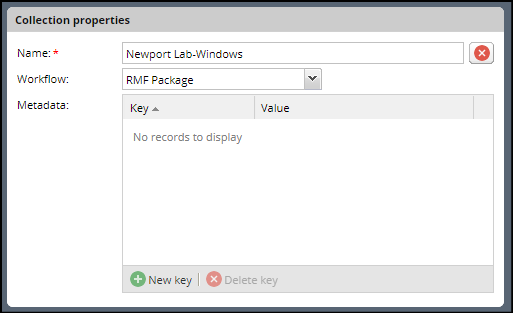 Collection properties
Name:* Newport Lab-Windows
Workflow: RMF Package
Metadata: Key Value
No records to display
New key Delete key